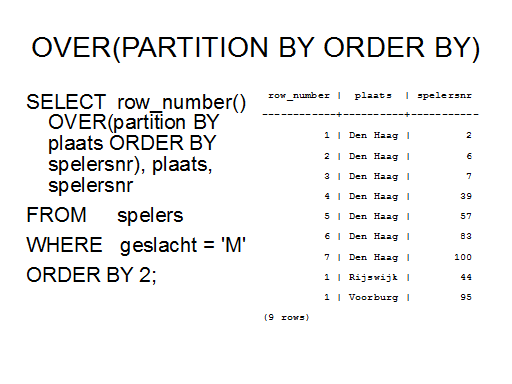 OVER(PARTITION BY ORDER BY)
SELECT row_number()
OVER(partition BY
plaats ORDER BY
spelersnr), plaats,
spelersnr
FROM spelers
WHERE geslacht = 'M'
ORDER BY 2;
row_number | plaats | spelersnr
------------+-----------+-----------
1 | Den Haag | 2
2 | Den Haag | 6
3 | Den Haag | 7
4 | Den Haag | 39
5 | Den Haag | 57
6 | Den Haag | 83
7 | Den Haag | 100
1 | Rijswijk | 44
1 | Voorburg | 95
(9 rows)